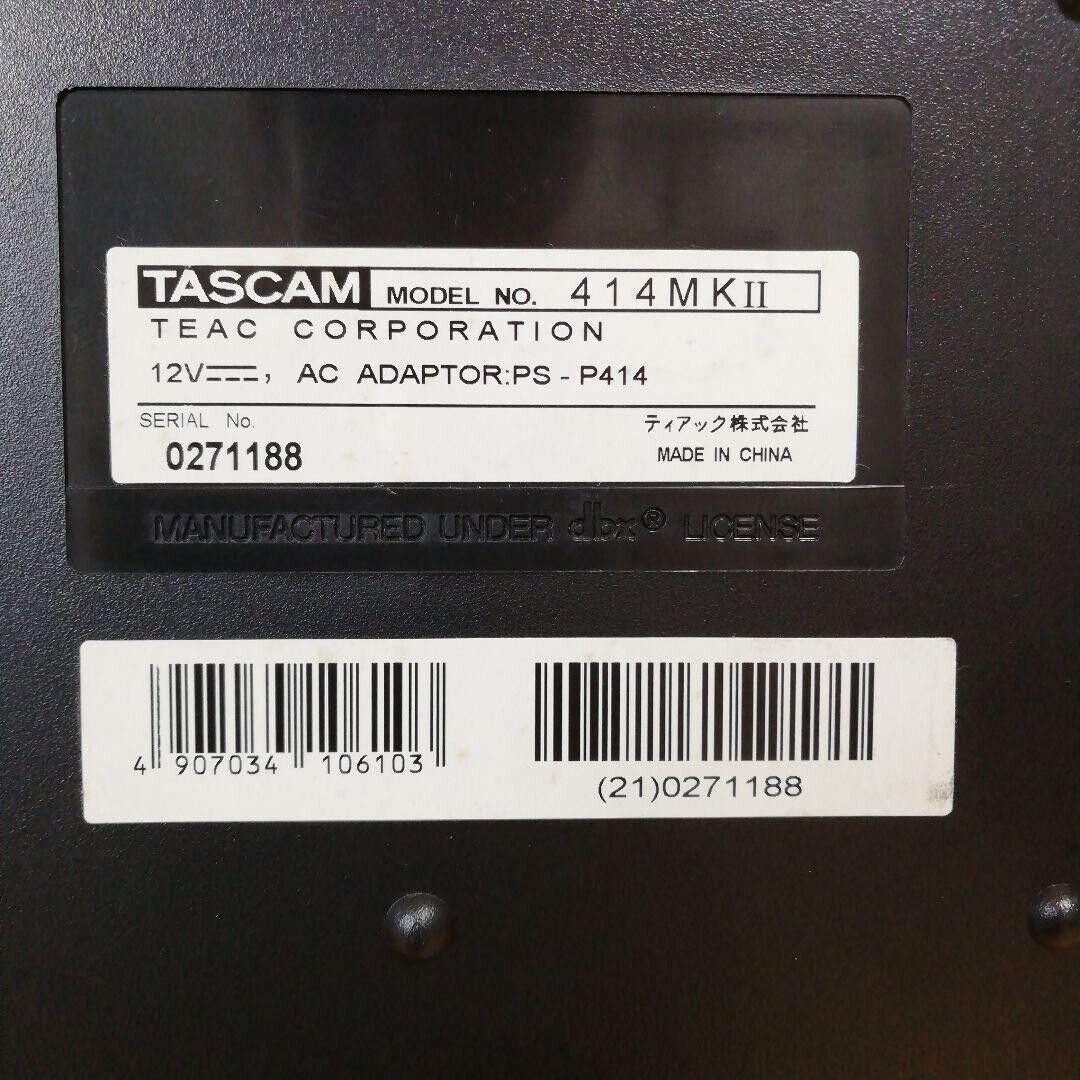 TASCAM MODEL NO. 414MKII
TEAC CORPORATION
12V⎓, AC ADAPTOR:PS-P414
SERIAL No.
0271188
ティアック株式会社
MADE IN CHINA
MANUFACTURED UNDER dbx® LICENSE
4 907034 106103
(21)0271188